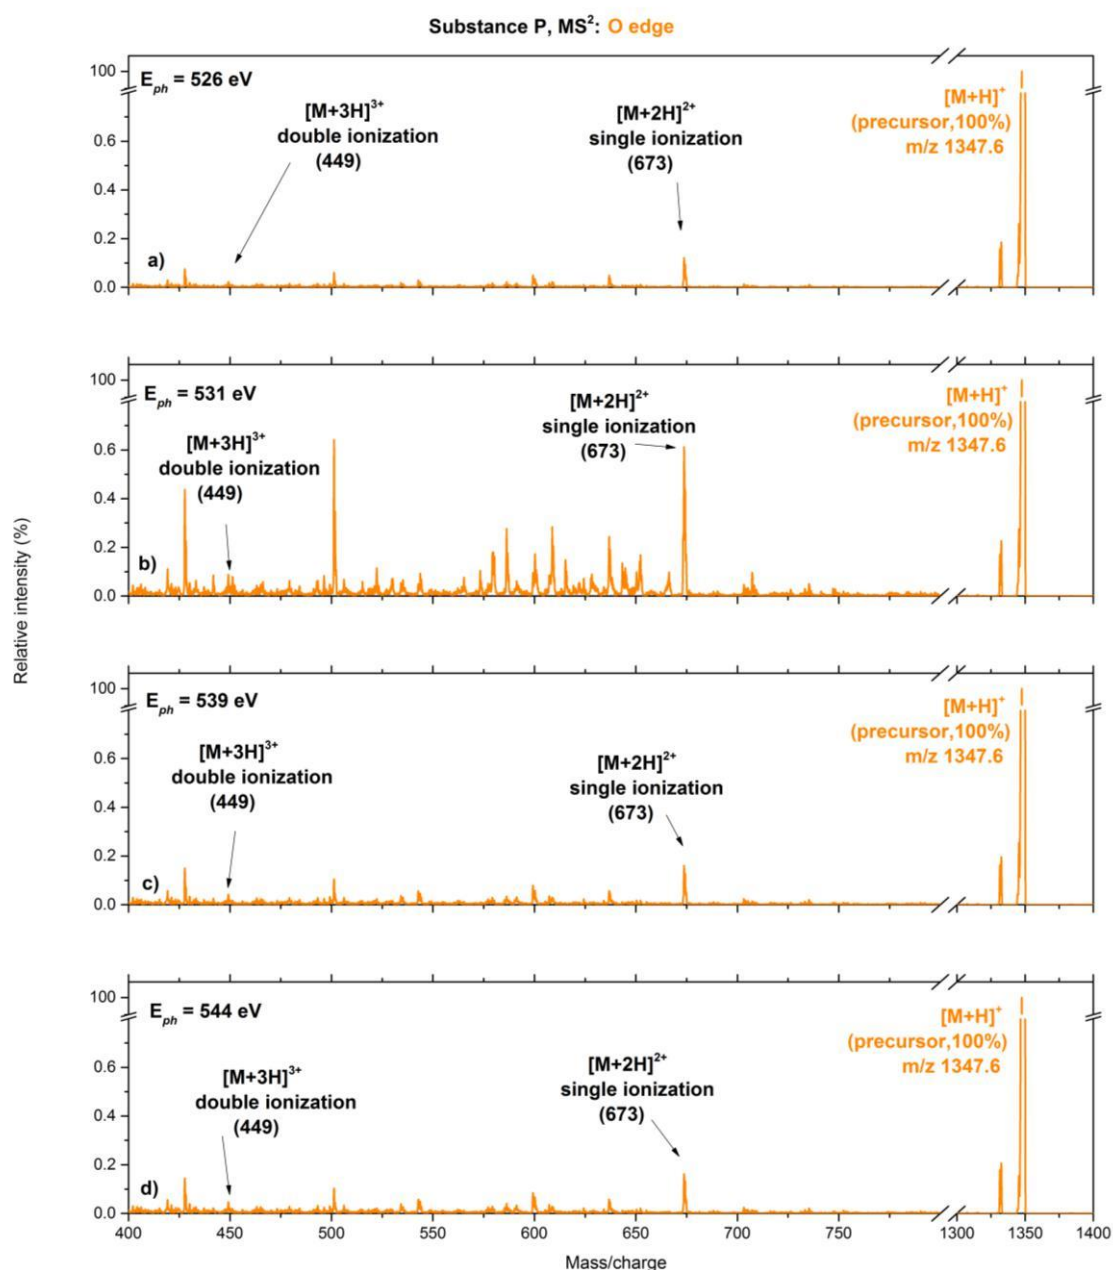 Substance P, MS²: O edge
Relative intensity (%)
100
0.6
0.4
0.2
0.0
E_ph = 526 eV
[M+3H]³⁺
double ionization
(449)
[M+2H]²⁺
single ionization
(673)
[M+H]⁺
(precursor,100%)
m/z 1347.6
a)
100
0.6
0.4
0.2
0.0
E_ph = 531 eV
[M+3H]³⁺
double ionization
(449)
[M+2H]²⁺
single ionization
(673)
[M+H]⁺
(precursor,100%)
m/z 1347.6
b)
100
0.6
0.4
0.2
0.0
E_ph = 539 eV
[M+3H]³⁺
double ionization
(449)
[M+2H]²⁺
single ionization
(673)
[M+H]⁺
(precursor,100%)
m/z 1347.6
c)
100
0.6
0.4
0.2
0.0
E_ph = 544 eV
[M+3H]³⁺
double ionization
(449)
[M+2H]²⁺
single ionization
(673)
[M+H]⁺
(precursor,100%)
m/z 1347.6
d)
400 450 500 550 600 650 700 750 1300 1350 1400
Mass/charge